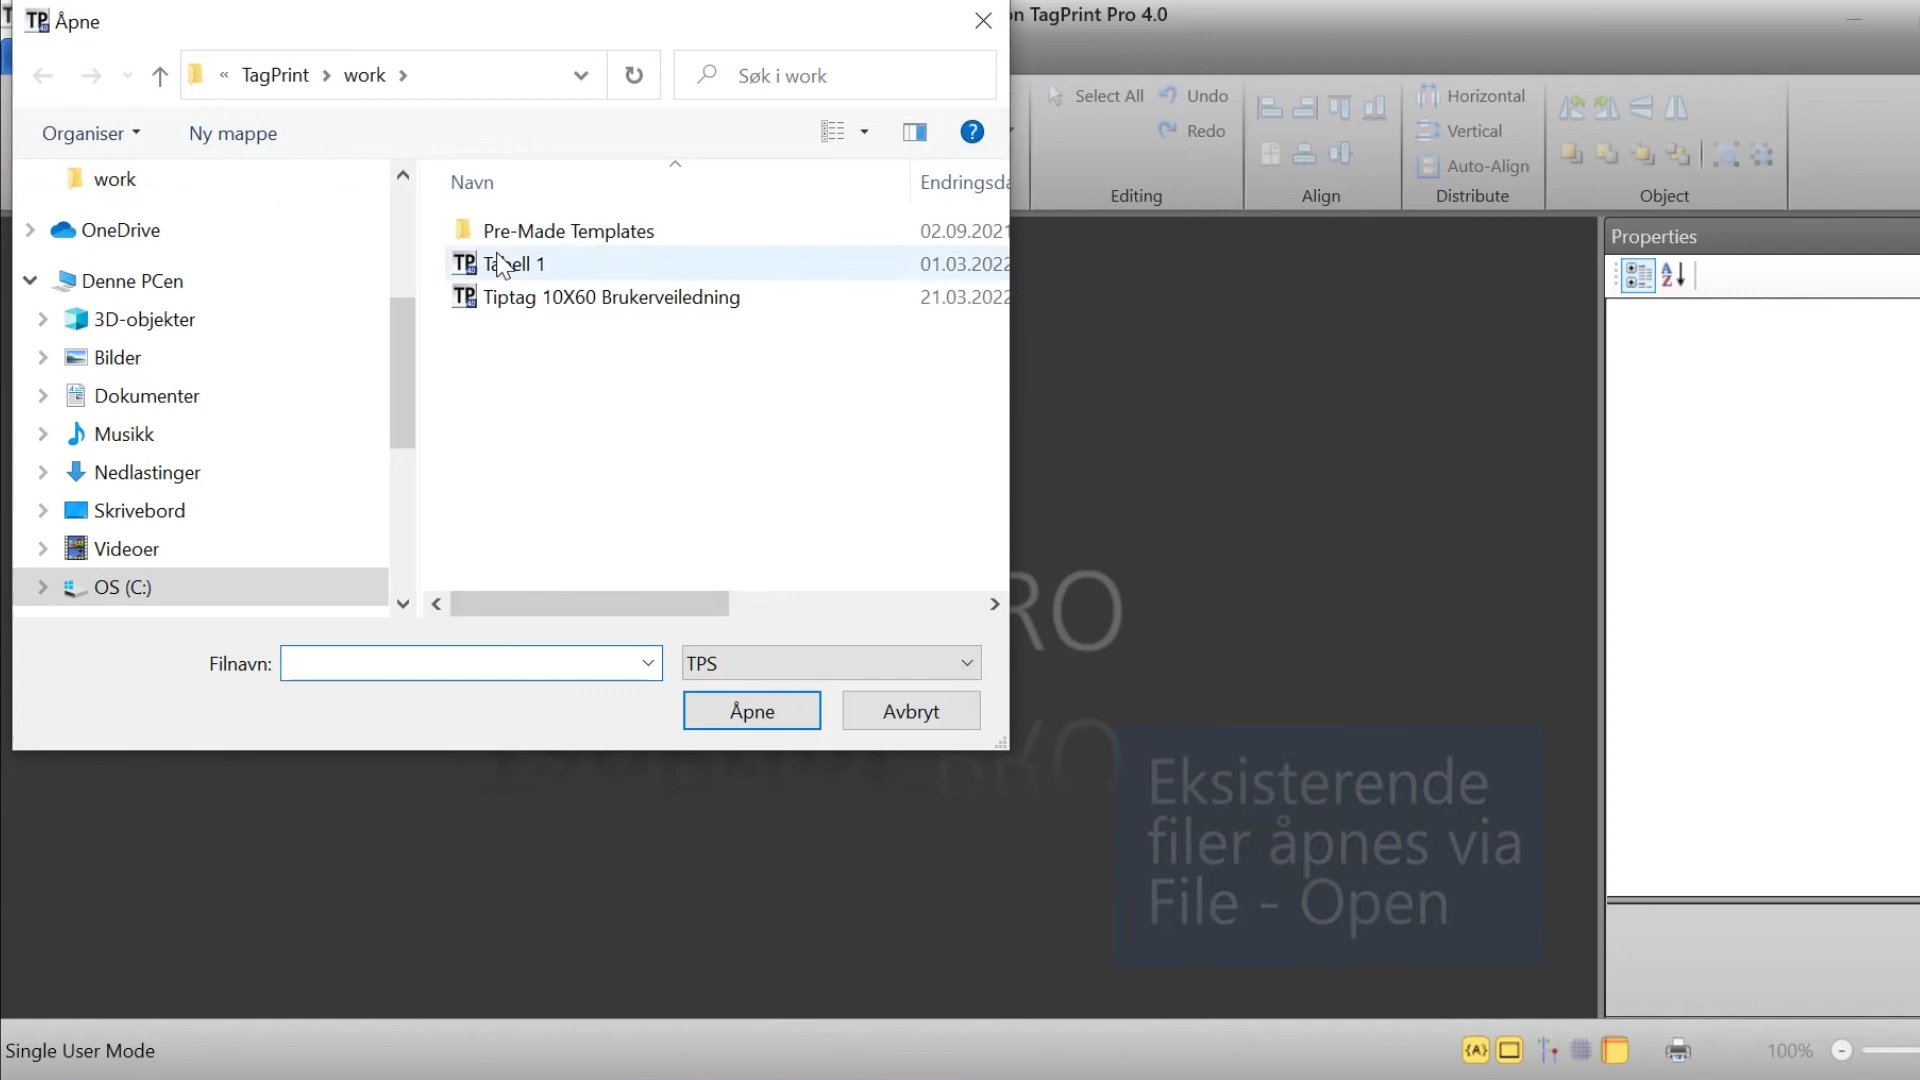 Åpne
on TagPrint Pro 4.0
« TagPrint > work >
Søk i work
Organiser
Ny mappe
Select All
Undo
Redo
Editing
Align
Horizontal
Vertical
Auto-Align
Distribute
Object
work
OneDrive
Denne PCen
3D-objekter
Bilder
Dokumenter
Musikk
Nedlastinger
Skrivebord
Videoer
OS (C:)
Navn
Endringsda
Pre-Made Templates
02.09.2021
Tabell 1
01.03.2022
Tiptag 10X60 Brukerveiledning
21.03.2022
Filnavn:
TPS
Åpne
Avbryt
Properties
RO
Eksisterende
filer åpnes via
File - Open
Single User Mode
100%